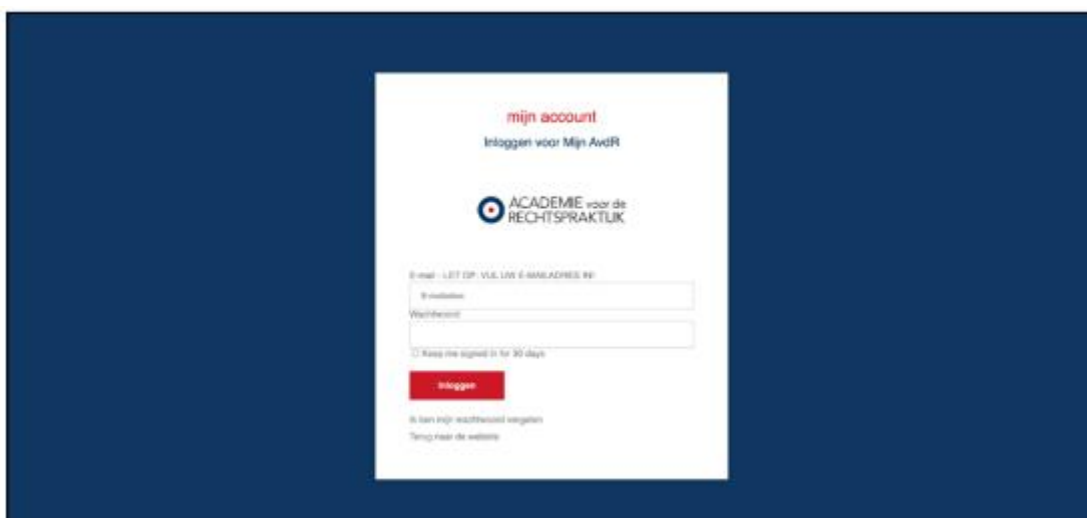 mijn account
Inloggen voor Mijn AvdR
ACADEMIE voor de
RECHTSPRAKTIJK
E-mail - LET OP: VUL UW E-MAILADRES IN!
E-mailadres
Wachtwoord
Keep me signed in for 90 days
Inloggen
Ik ben mijn wachtwoord vergeten
Terug naar de website